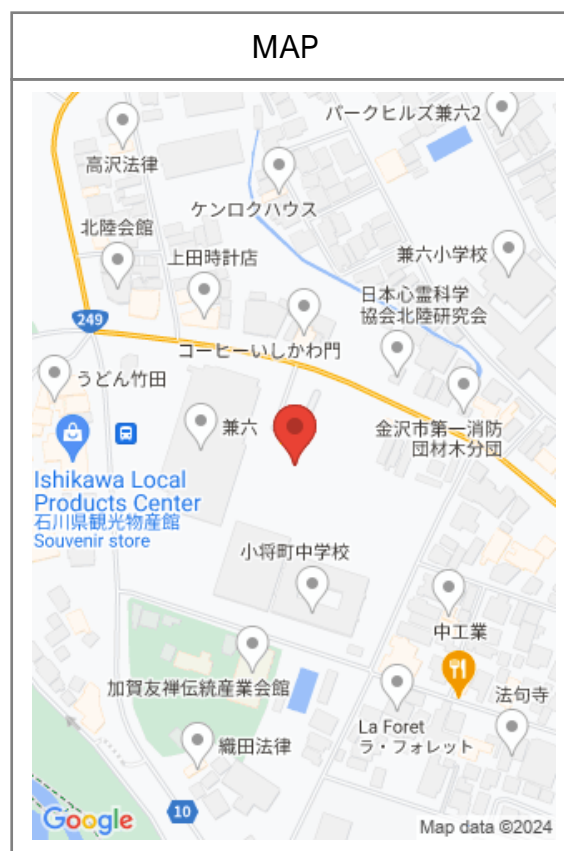 MAP
パークヒルズ兼六2
高沢法律
ケンロクハウス
北陸会館
上田時計店
兼六小学校
日本心霊科学
協会北陸研究会
249
コーヒーいしかわ門
うどん竹田
兼六
金沢市第一消防
団材木分団
Ishikawa Local
Products Center
石川県観光物産館
Souvenir store
小将町中学校
中工業
加賀友禅伝統産業会館
法句寺
La Foret
ラ・フォレット
織田法律
10
Google
Map data ©2024